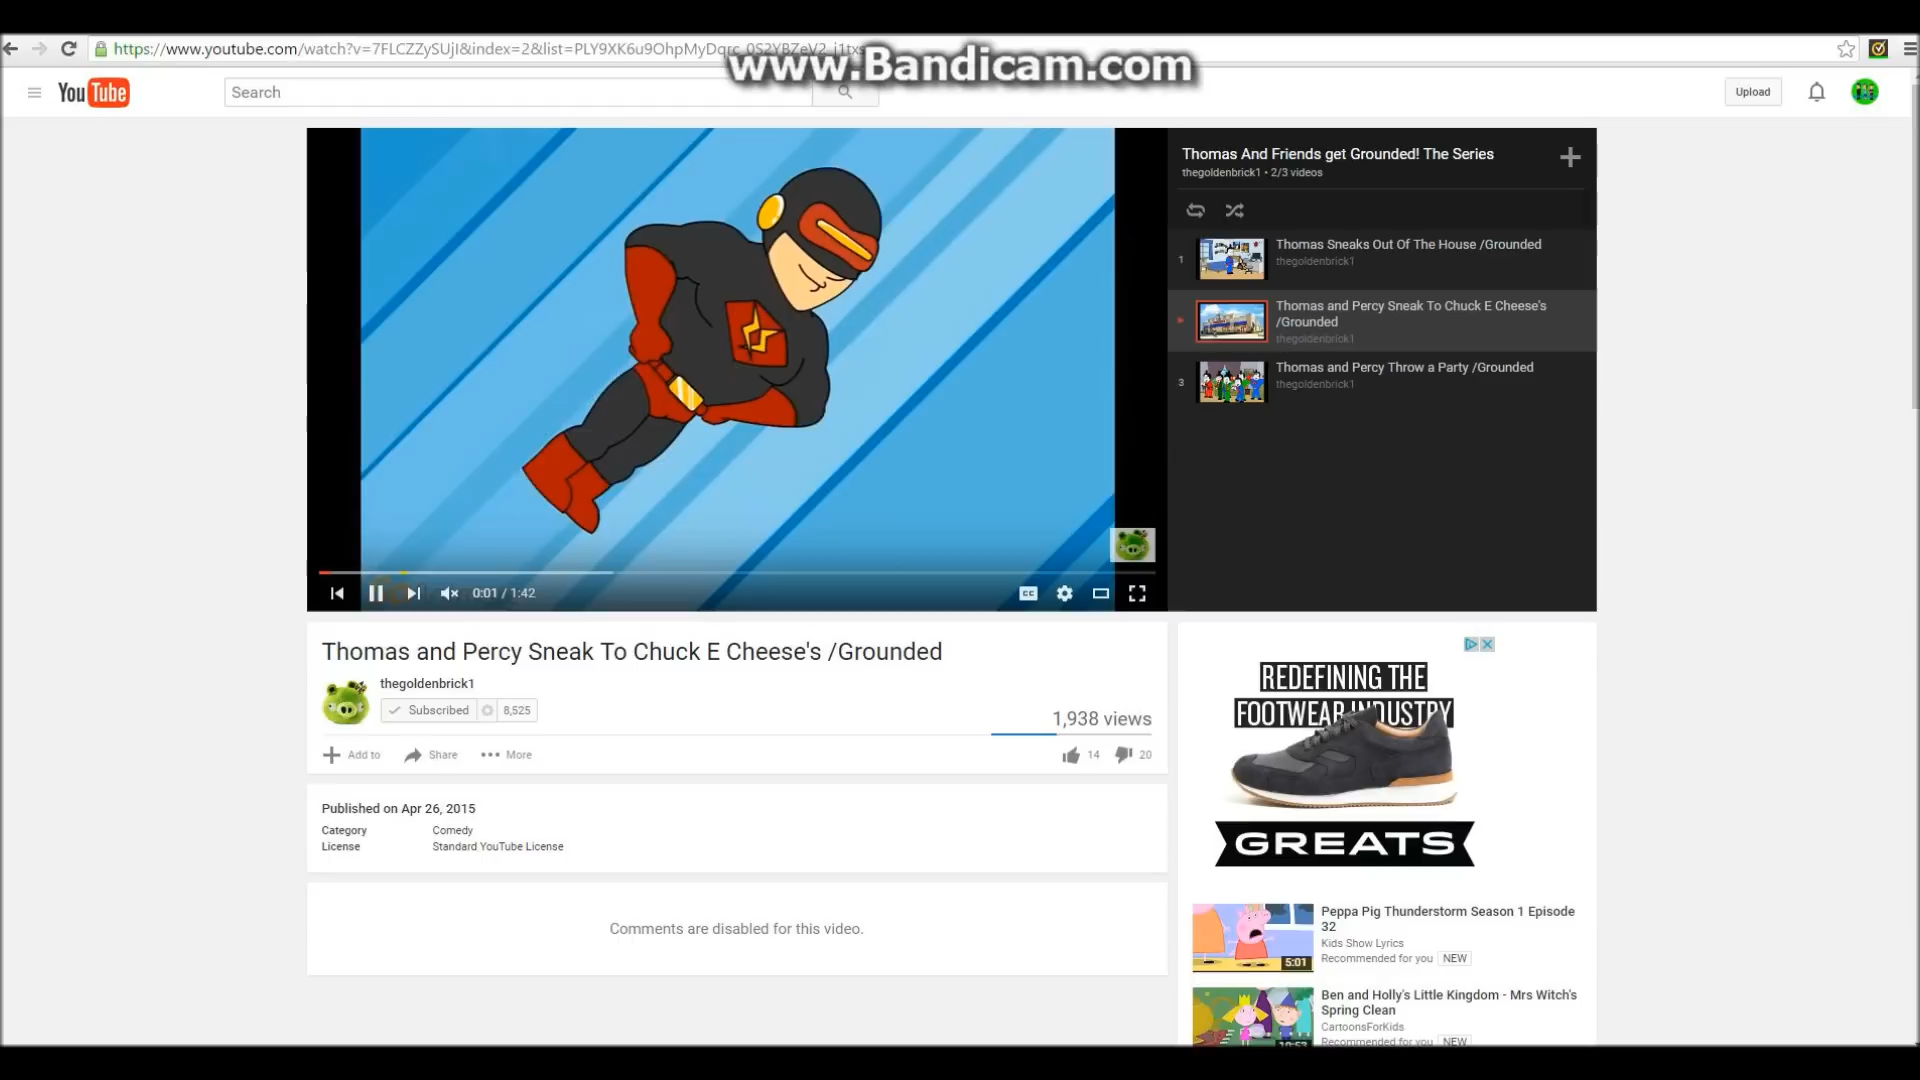 https://www.youtube.com/watch?v=7FLCZZySUjI&index=2&list=PLY9XK6u9OhpMyDqrc_0S2YBZeV2_j1txs
www.Bandicam.com
YouTube
Search
Upload
Thomas And Friends get Grounded! The Series
thegoldenbrick1 • 2/3 videos
1
Thomas Sneaks Out Of The House /Grounded
thegoldenbrick1
Thomas and Percy Sneak To Chuck E Cheese's
/Grounded
thegoldenbrick1
3
Thomas and Percy Throw a Party /Grounded
thegoldenbrick1
0:01 / 1:42
CC
Thomas and Percy Sneak To Chuck E Cheese's /Grounded
thegoldenbrick1
Subscribed
8,525
1,938 views
Add to
Share
More
14
20
Published on Apr 26, 2015
Category
Comedy
License
Standard YouTube License
Comments are disabled for this video.
REDEFINING THE
FOOTWEAR INDUSTRY
GREATS
Peppa Pig Thunderstorm Season 1 Episode
32
Kids Show Lyrics
Recommended for you NEW
5:01
Ben and Holly's Little Kingdom - Mrs Witch's
Spring Clean
CartoonsForKids
Recommended for you NEW